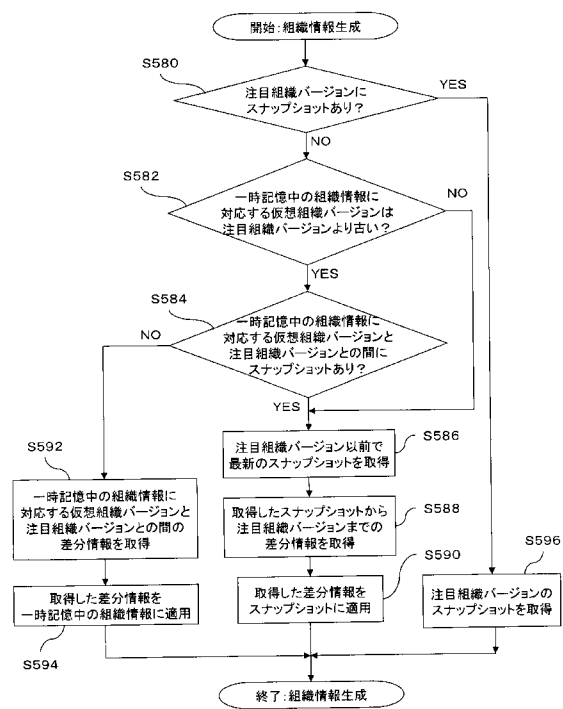 開始:組織情報生成
S580
注目組織バージョンに
スナップショットあり?
YES
NO
S582
一時記憶中の組織情報に
対応する仮想組織バージョンは
注目組織バージョンより古い?
NO
YES
S584
一時記憶中の組織情報に
対応する仮想組織バージョンと
注目組織バージョンとの間に
スナップショットあり?
NO
YES
S586
注目組織バージョン以前で
最新のスナップショットを取得
S592
一時記憶中の組織情報に
対応する仮想組織バージョンと
注目組織バージョンとの間の
差分情報を取得
S588
取得したスナップショットから
注目組織バージョンまでの
差分情報を取得
S590
取得した差分情報を
スナップショットに適用
S596
注目組織バージョンの
スナップショットを取得
取得した差分情報を
一時記憶中の組織情報に適用
S594
終了:組織情報生成